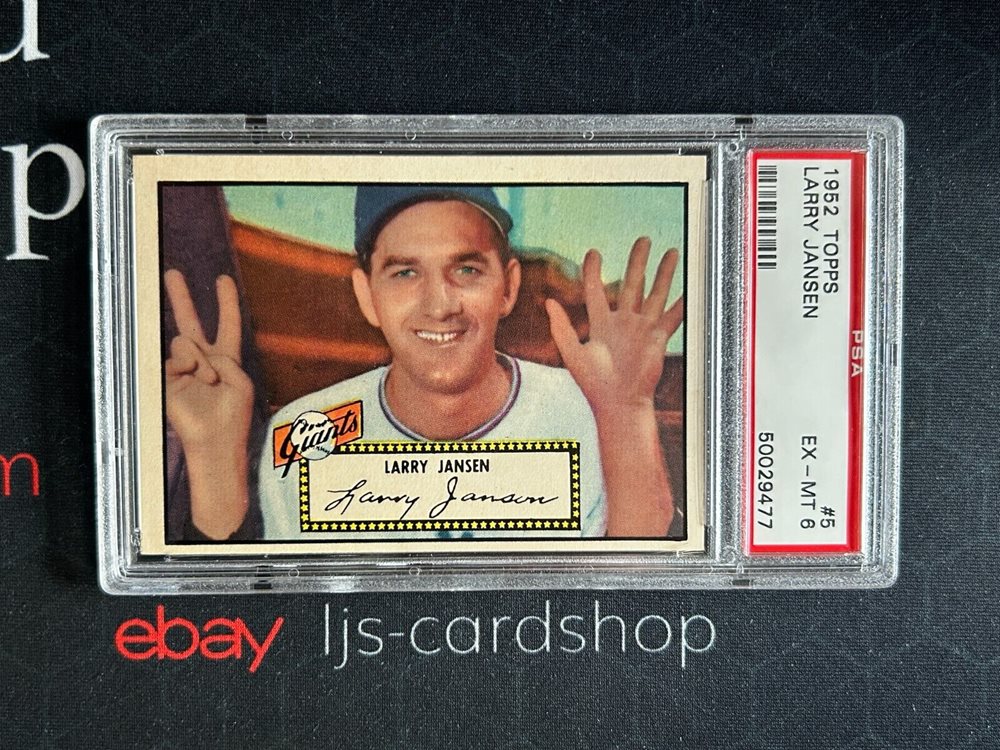 p
m
Giants
LARRY JANSEN
Larry Jansen
1952 TOPPS
LARRY JANSEN
PSA
#5
EX – MT 6
50029477
ebay ljs-cardshop